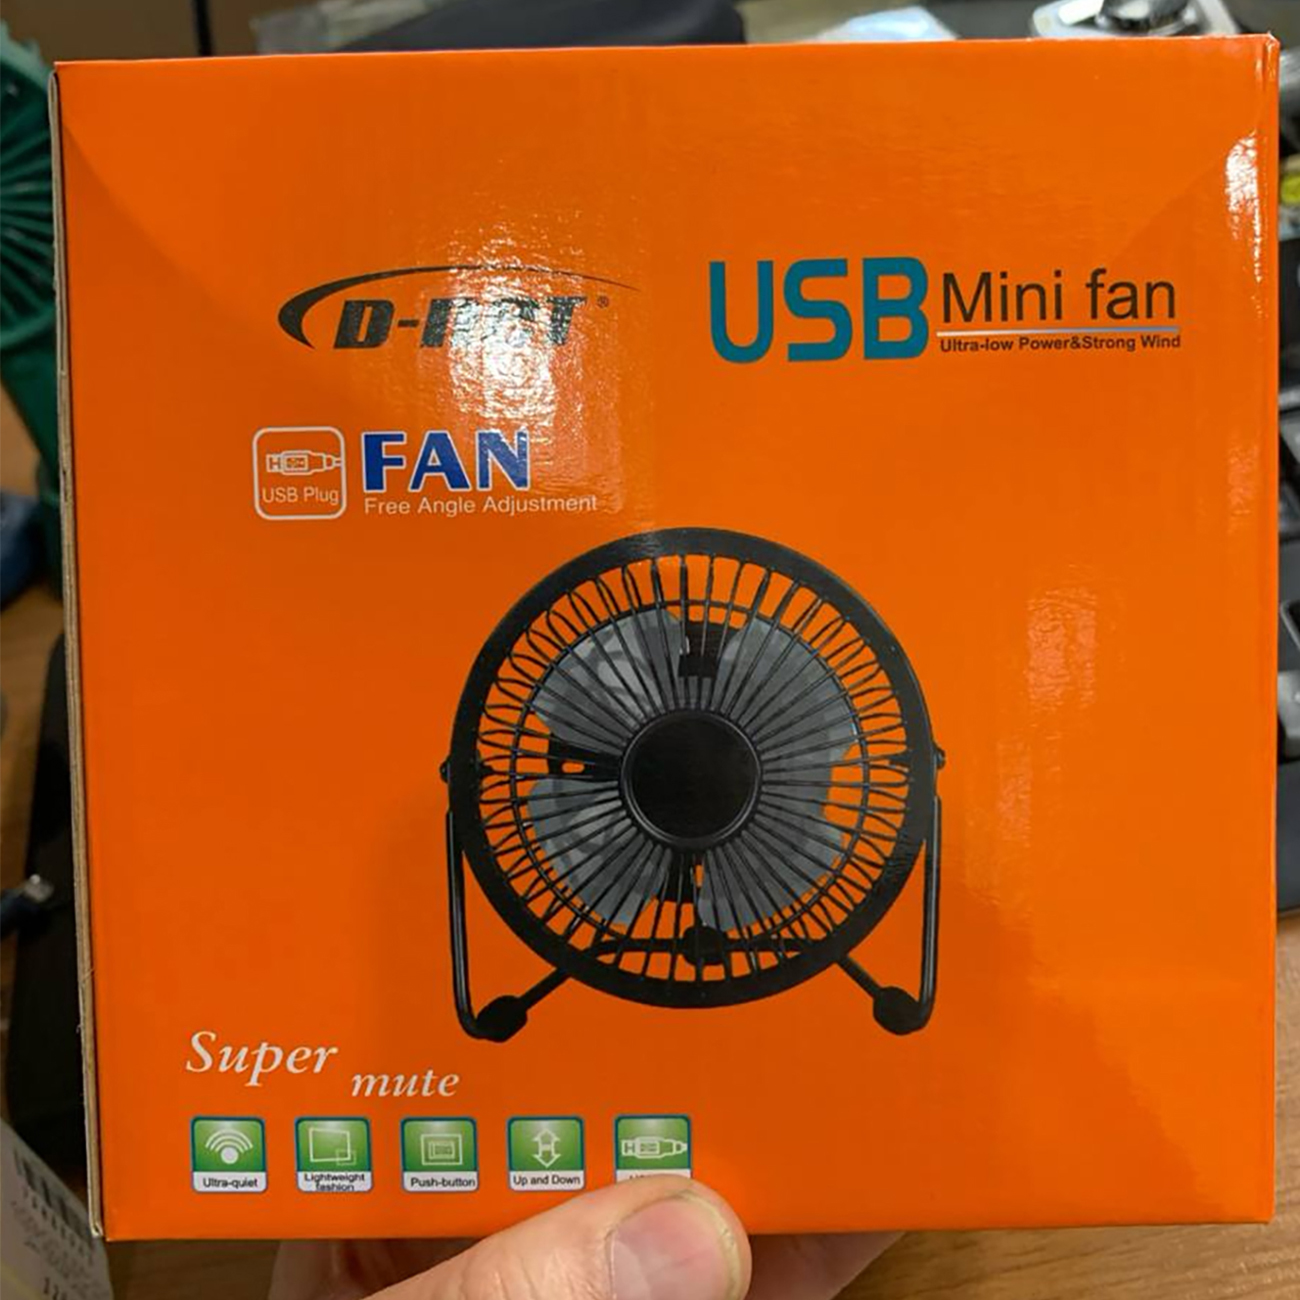 USB Mini fan
Ultra-low Power&Strong Wind
USB Plug
FAN
Free Angle Adjustment
Super
mute
Ultra-quiet
Lightweight
fashion
Push-button
Up and Down